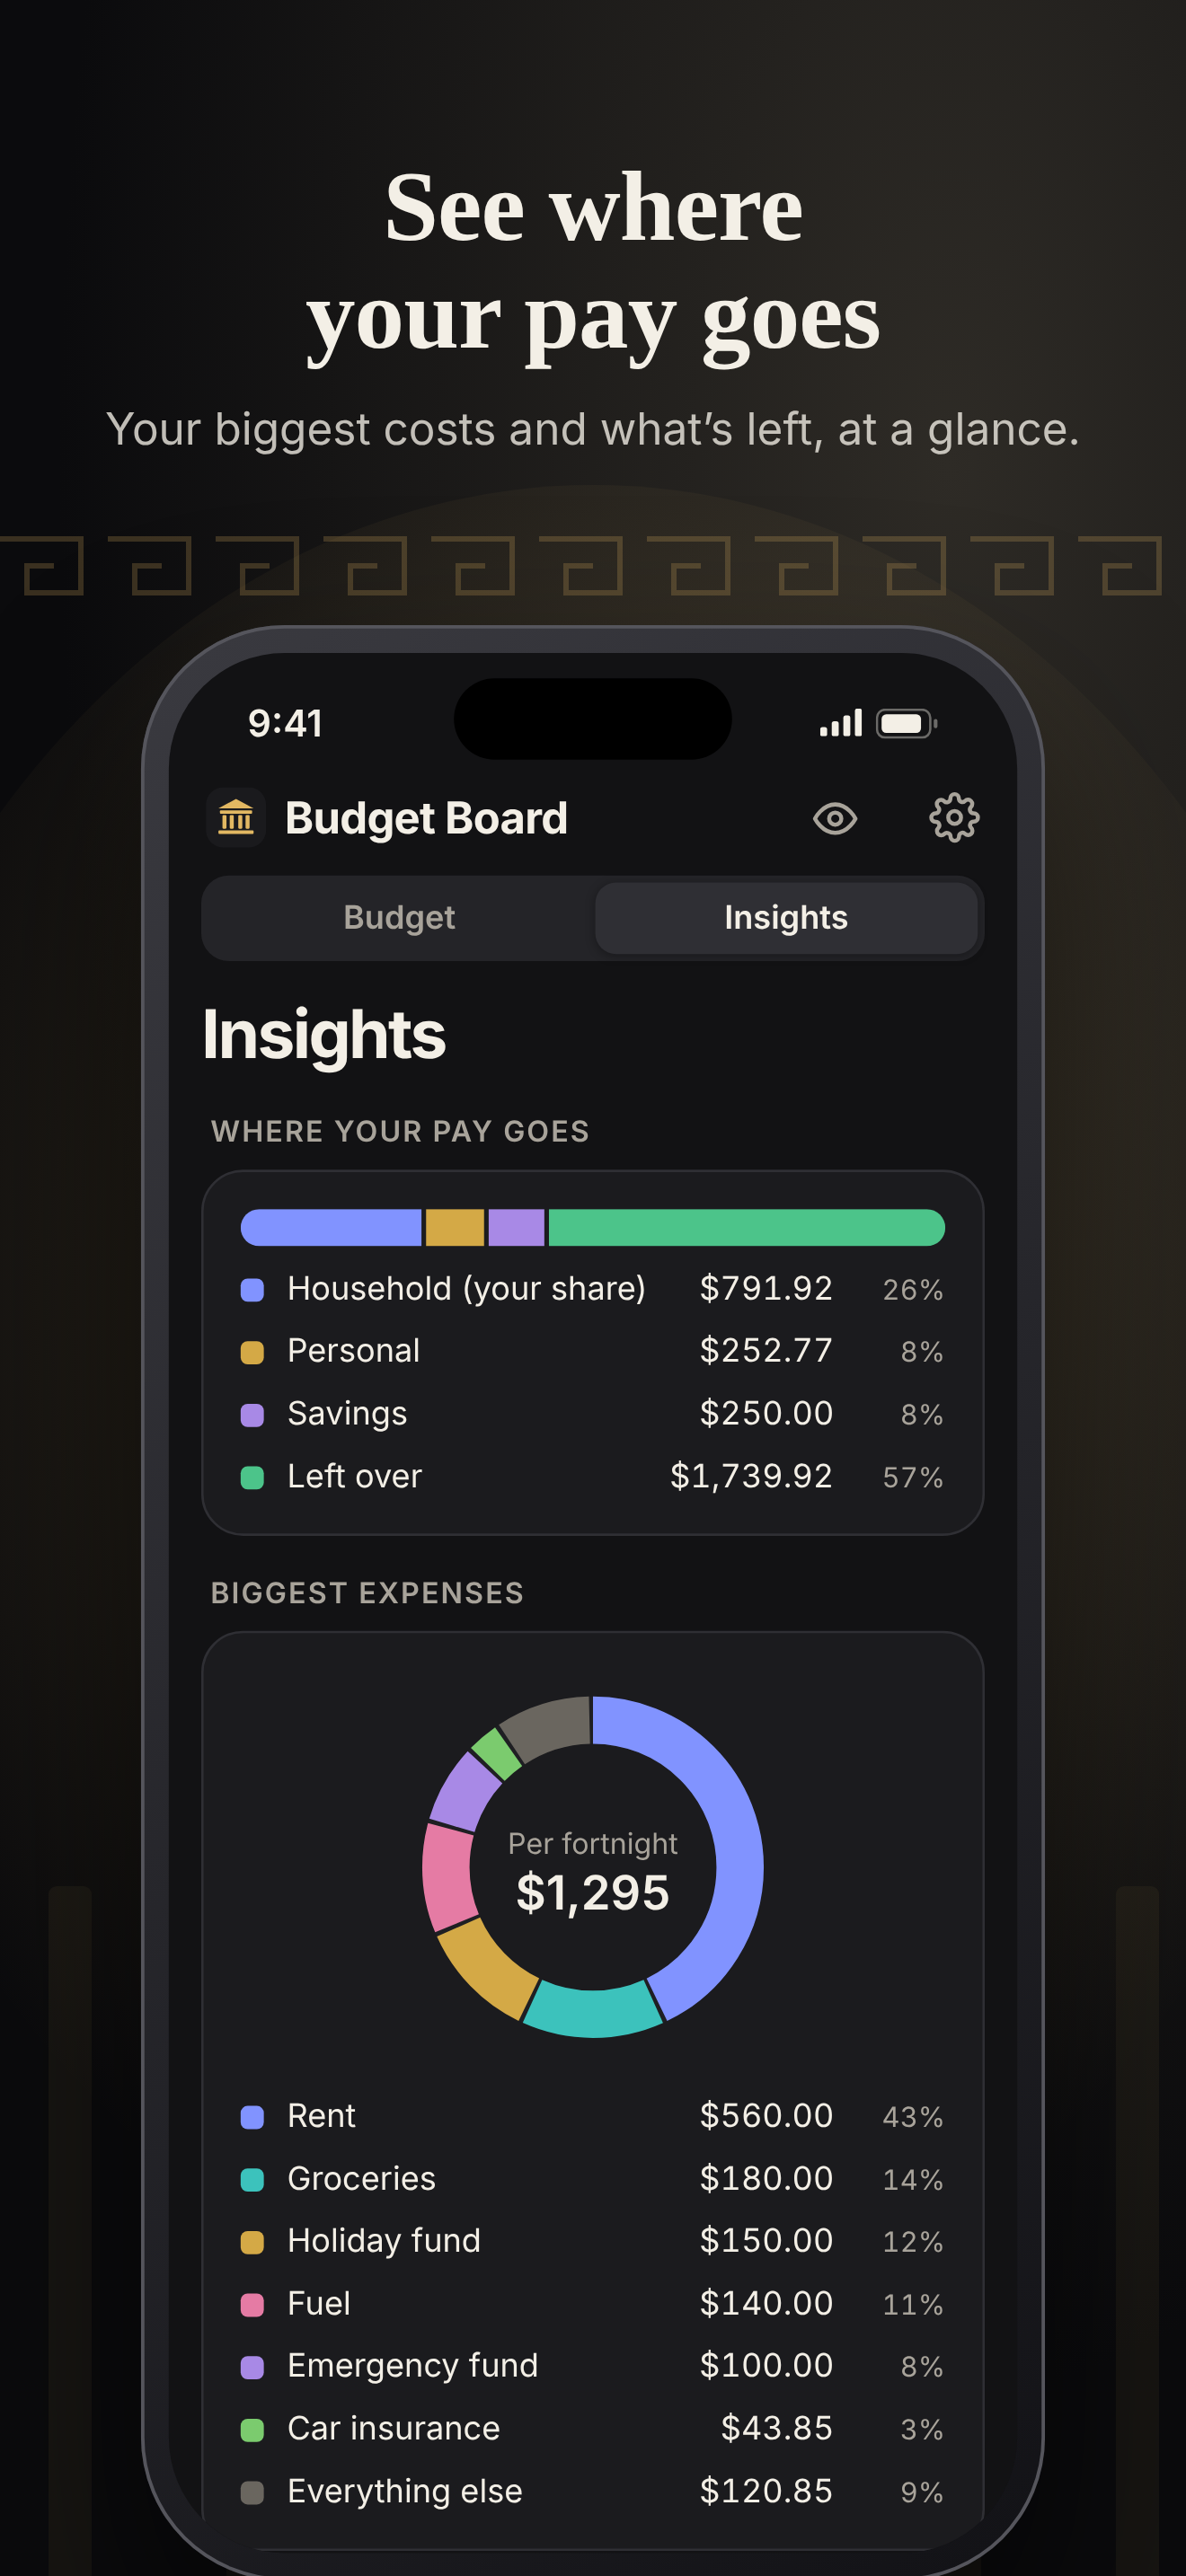 See where
your pay goes
Your biggest costs and what’s left, at a glance.
9:41
Budget Board
Budget Insights
Insights
WHERE YOUR PAY GOES
Household (your share) $791.92 26%
Personal $252.77 8%
Savings $250.00 8%
Left over $1,739.92 57%
BIGGEST EXPENSES
Per fortnight
$1,295
Rent $560.00 43%
Groceries $180.00 14%
Holiday fund $150.00 12%
Fuel $140.00 11%
Emergency fund $100.00 8%
Car insurance $43.85 3%
Everything else $120.85 9%